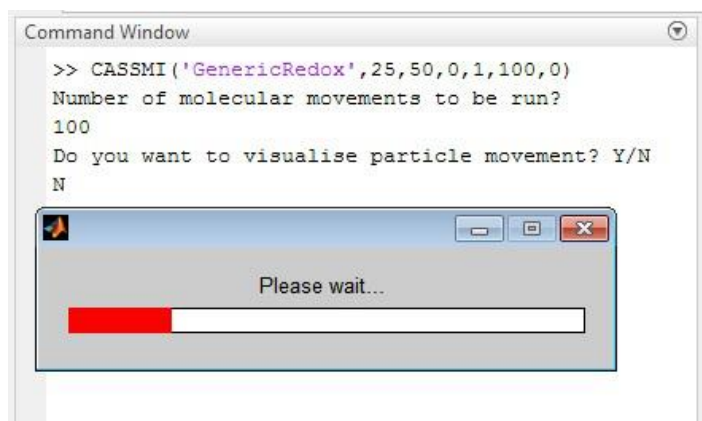 Command Window
>> CASSMI('GenericRedox',25,50,0,1,100,0)
Number of molecular movements to be run?
100
Do you want to visualise particle movement? Y/N
N
Please wait...